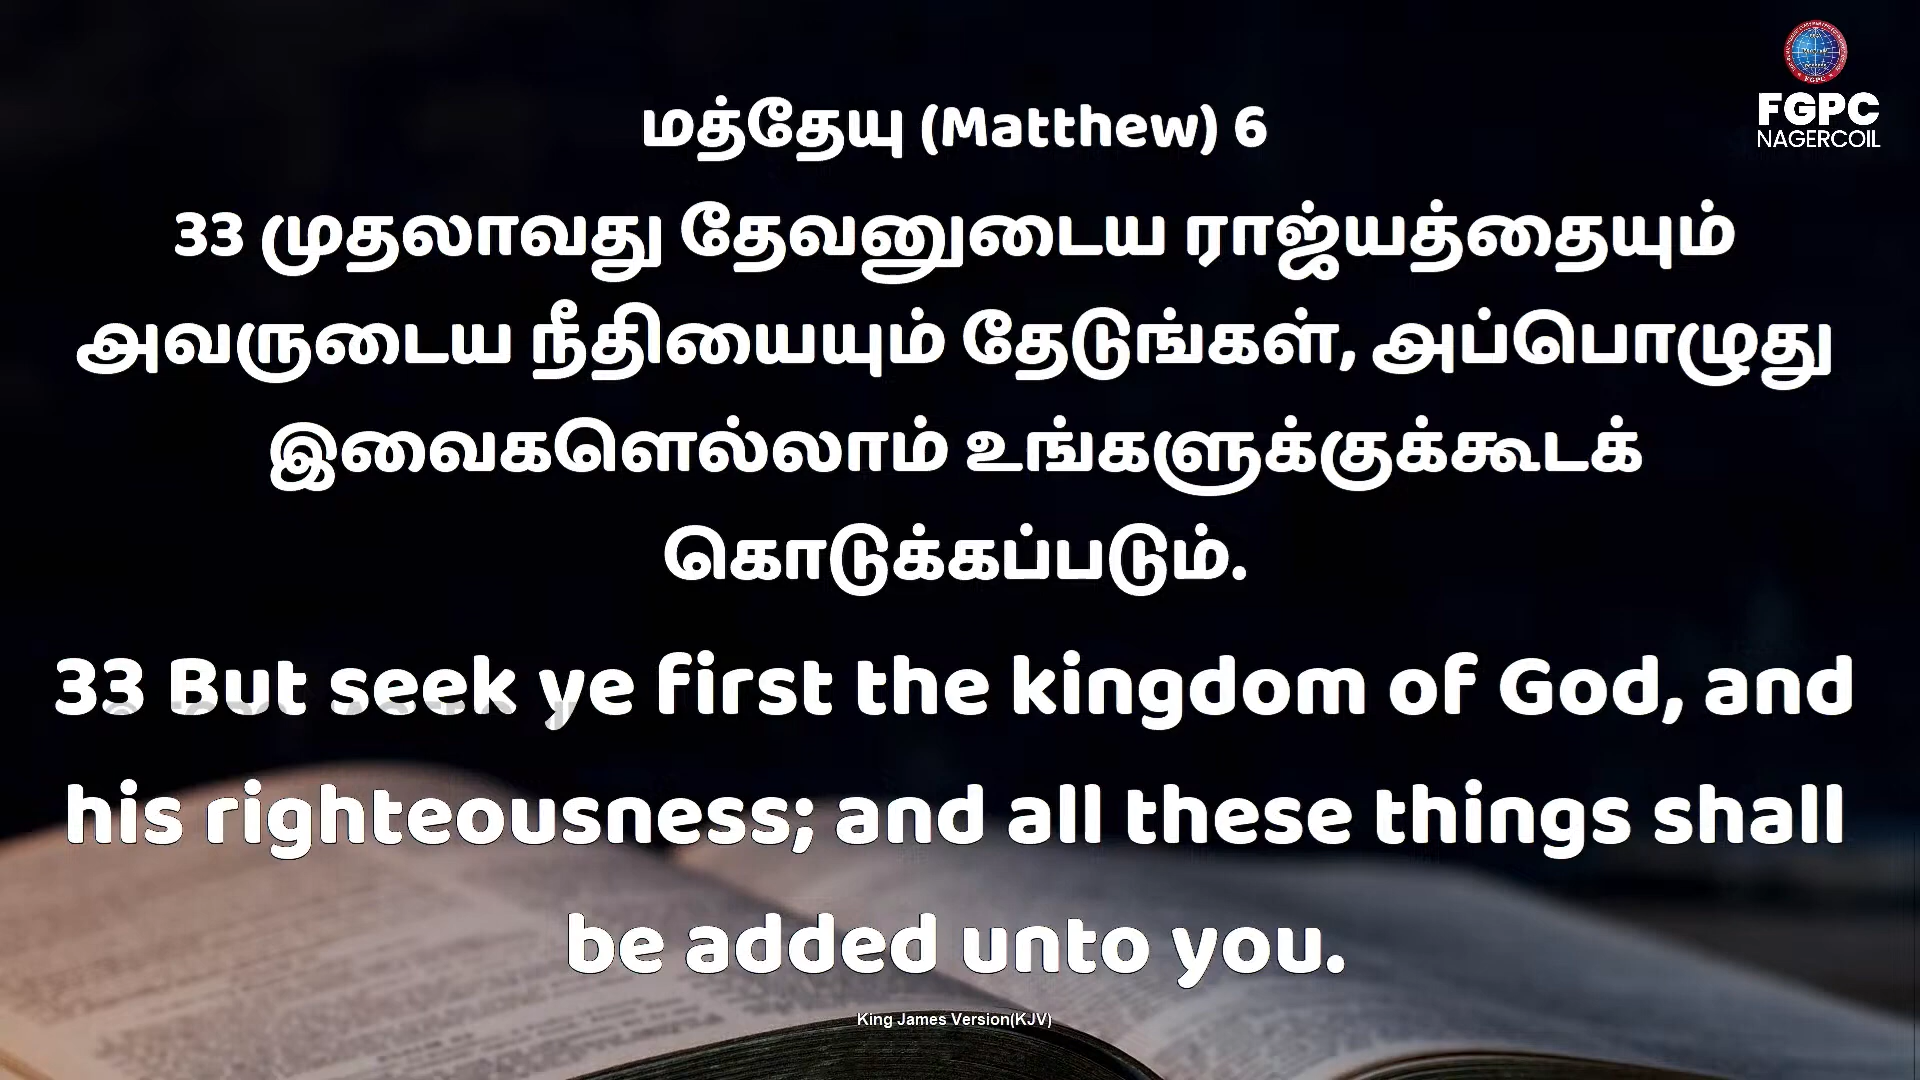 FGPC
NAGERCOIL
மத்தேயு (Matthew) 6
33 முதலாவது தேவனுடைய ராஜ்யத்தையும்
அவருடைய நீதியையும் தேடுங்கள், அப்பொழுது
இவைகளெல்லாம் உங்களுக்குக்கூடக்
கொடுக்கப்படும்.
33 But seek ye first the kingdom of God, and
his righteousness; and all these things shall
be added unto you.
King James Version(KJV)